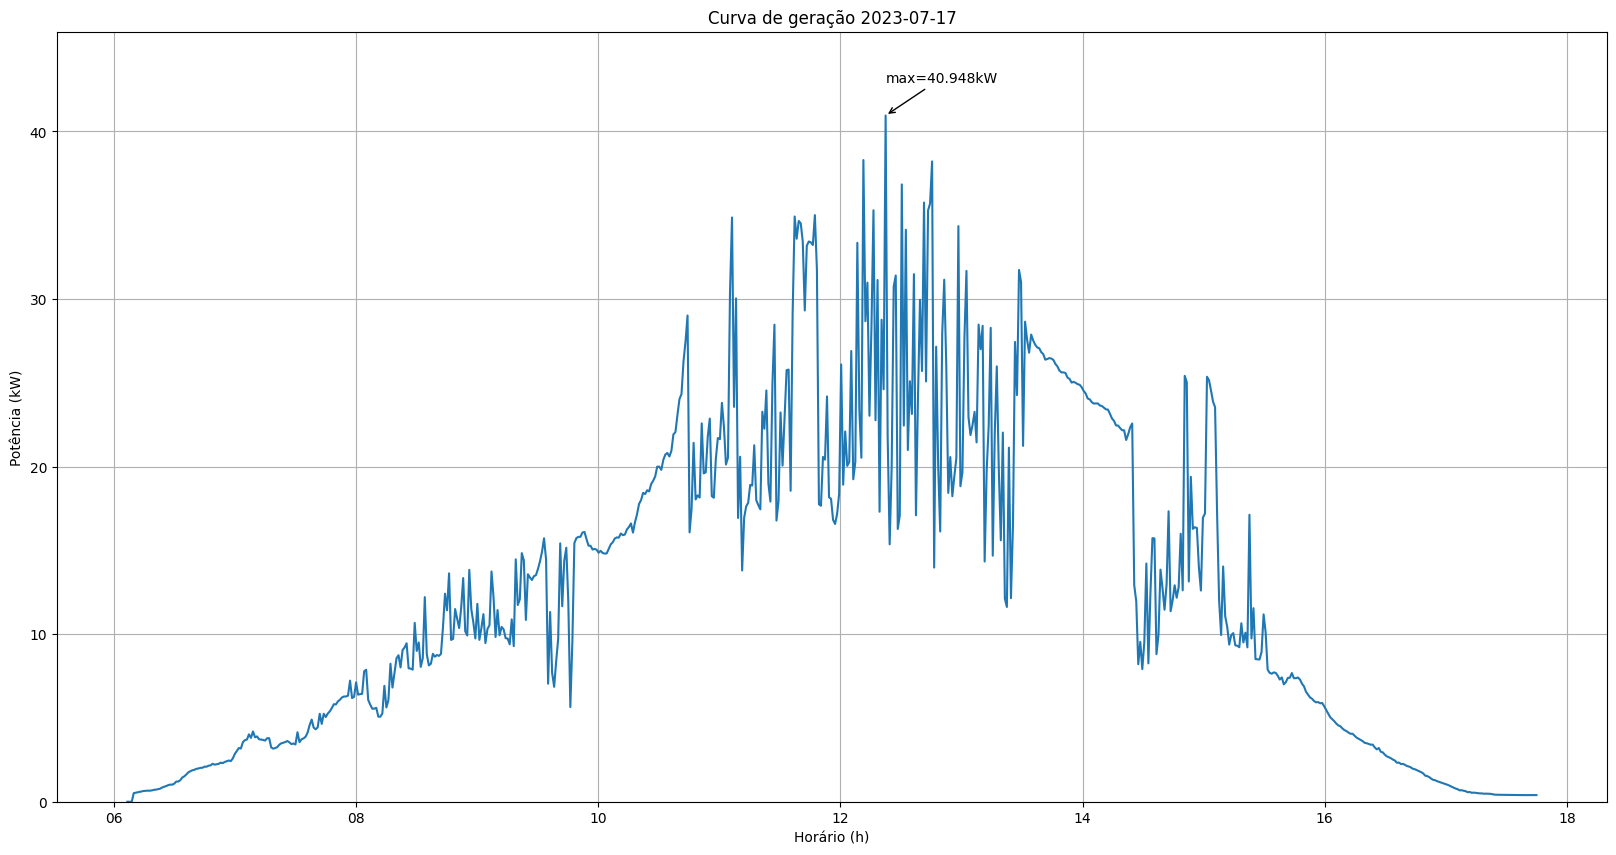 Curva de geração 2023-07-17
max=40.948kW
40
30
20
10
0
Potência (kW)
06 08 10 12 14 16 18
Horário (h)